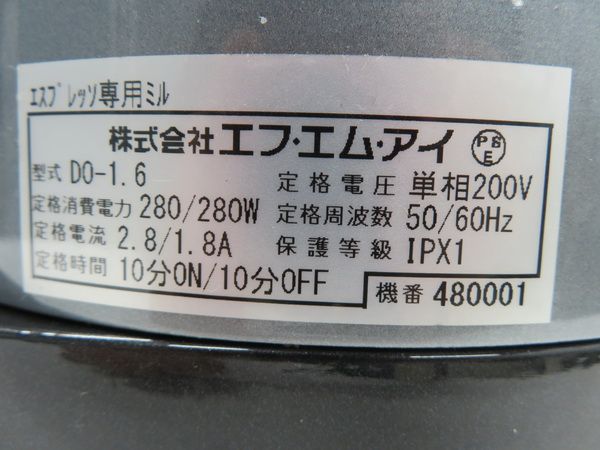 エスプレッソ専用ミル
株式会社エフ・エム・アイ
PS
E
型式 DO-1.6
定格電圧 単相200V
定格消費電力 280/280W
定格周波数 50/60Hz
定格電流 2.8/1.8A
保護等級 IPX1
定格時間 10分ON/10分OFF
機番 480001